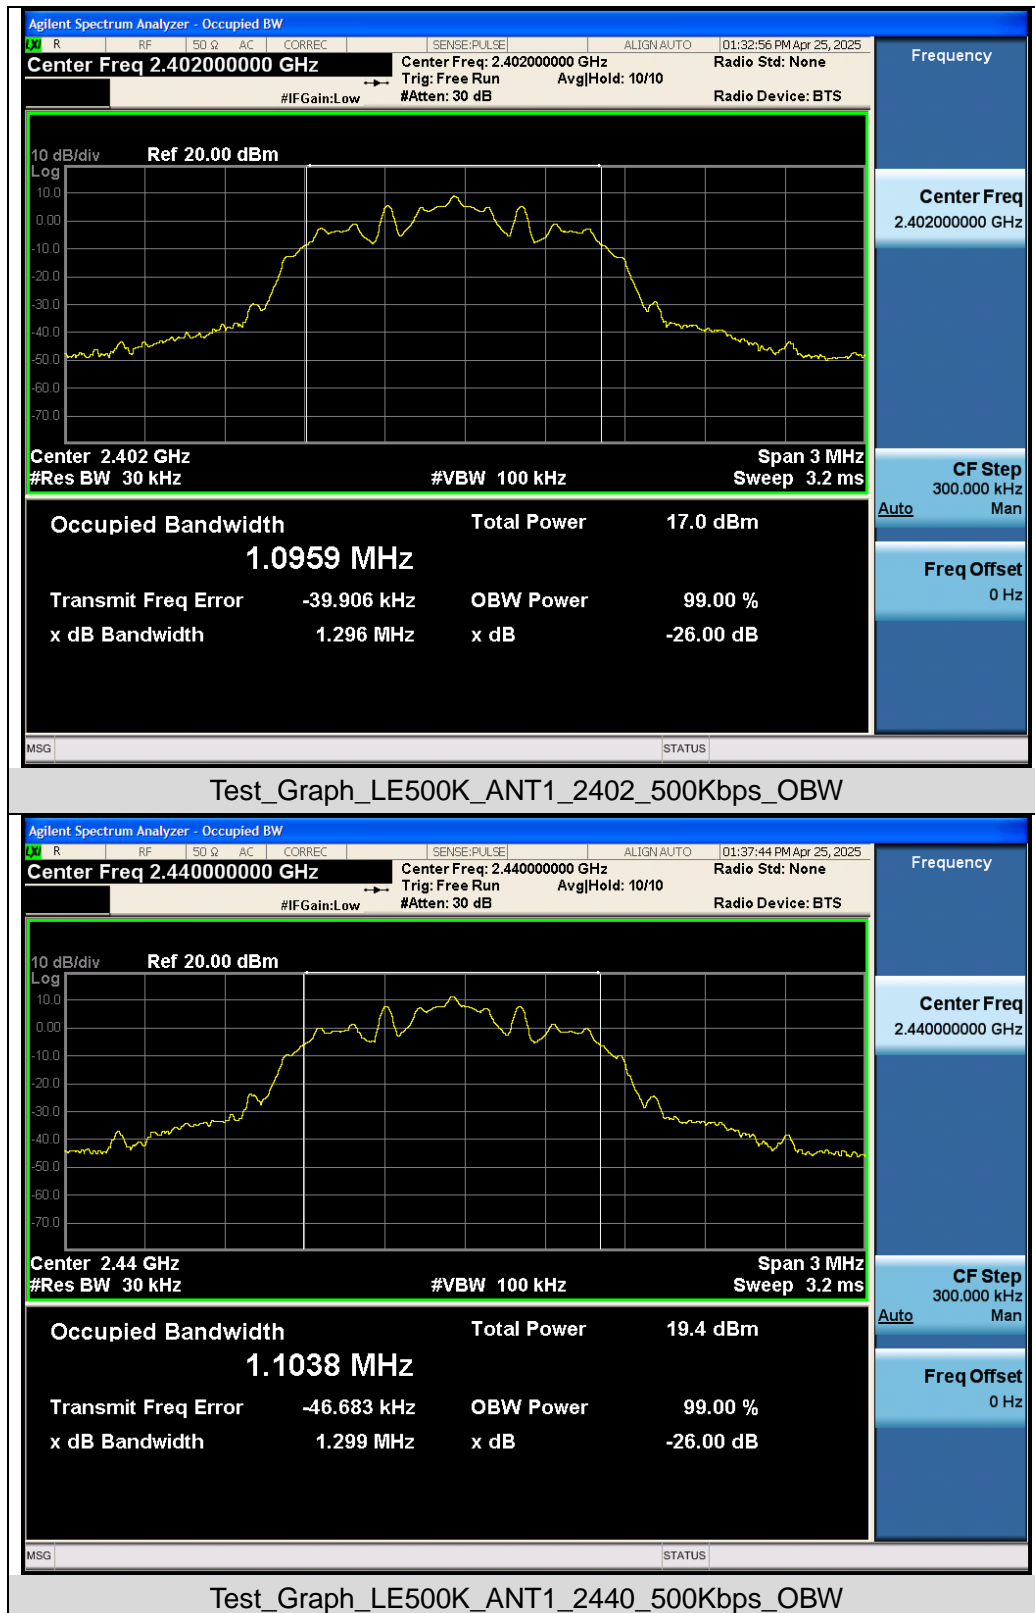 Agilent Spectrum Analyzer - Occupied BW
LXI R RF 50 Ω AC CORREC SENSE:PULSE ALIGN AUTO 01:32:56 PM Apr 25, 2025
Center Freq 2.402000000 GHz
Center Freq: 2.402000000 GHz
Radio Std: None
Trig: Free Run Avg|Hold: 10/10
#IFGain:Low #Atten: 30 dB Radio Device: BTS
Frequency
10 dB/div Ref 20.00 dBm
Log
10.0
0.00
-10.0
-20.0
-30.0
-40.0
-50.0
-60.0
-70.0
Center 2.402 GHz Span 3 MHz
#Res BW 30 kHz #VBW 100 kHz Sweep 3.2 ms
Center Freq
2.402000000 GHz
CF Step
300.000 kHz
Auto Man
Freq Offset
0 Hz
Occupied Bandwidth Total Power 17.0 dBm
1.0959 MHz
Transmit Freq Error -39.906 kHz OBW Power 99.00 %
x dB Bandwidth 1.296 MHz x dB -26.00 dB
MSG STATUS
Test_Graph_LE500K_ANT1_2402_500Kbps_OBW
Agilent Spectrum Analyzer - Occupied BW
LXI R RF 50 Ω AC CORREC SENSE:PULSE ALIGN AUTO 01:37:44 PM Apr 25, 2025
Center Freq 2.440000000 GHz
Center Freq: 2.440000000 GHz
Radio Std: None
Trig: Free Run Avg|Hold: 10/10
#IFGain:Low #Atten: 30 dB Radio Device: BTS
Frequency
10 dB/div Ref 20.00 dBm
Log
10.0
0.00
-10.0
-20.0
-30.0
-40.0
-50.0
-60.0
-70.0
Center 2.44 GHz Span 3 MHz
#Res BW 30 kHz #VBW 100 kHz Sweep 3.2 ms
Center Freq
2.440000000 GHz
CF Step
300.000 kHz
Auto Man
Freq Offset
0 Hz
Occupied Bandwidth Total Power 19.4 dBm
1.1038 MHz
Transmit Freq Error -46.683 kHz OBW Power 99.00 %
x dB Bandwidth 1.299 MHz x dB -26.00 dB
MSG STATUS
Test_Graph_LE500K_ANT1_2440_500Kbps_OBW